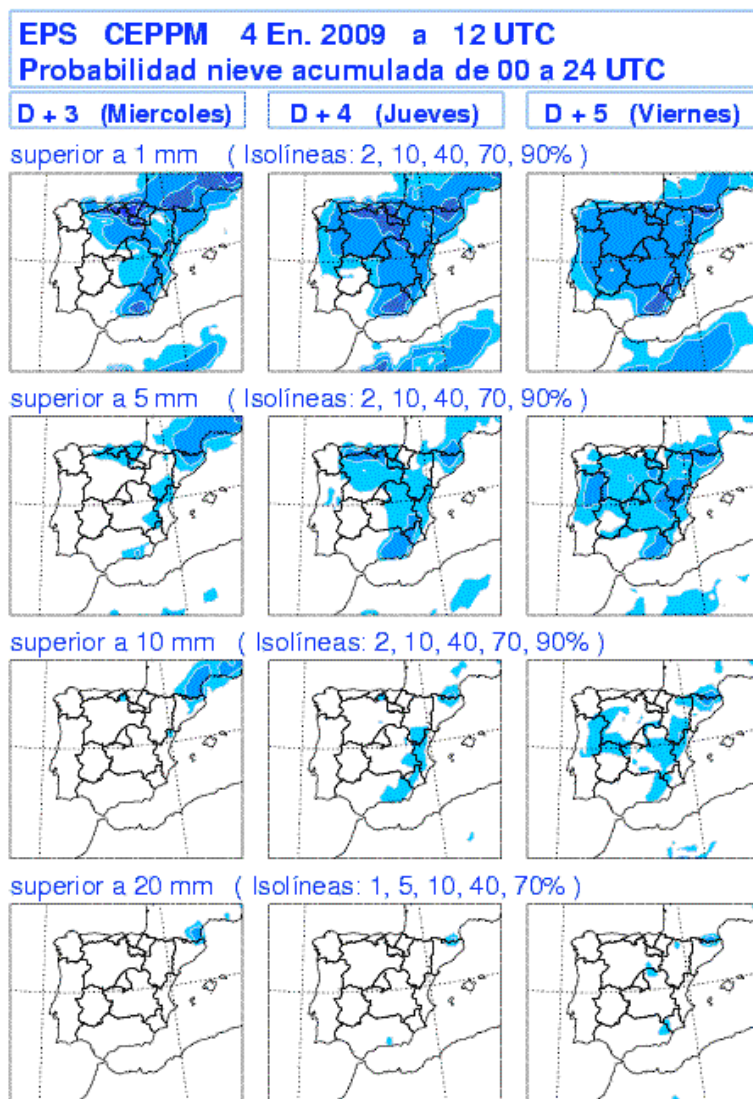 EPS CEPPM 4 En. 2009 a 12 UTC
Probabilidad nieve acumulada de 00 a 24 UTC
D + 3 (Miercoles) D + 4 (Jueves) D + 5 (Viernes)
superior a 1 mm ( Isolíneas: 2, 10, 40, 70, 90% )
superior a 5 mm ( Isolíneas: 2, 10, 40, 70, 90% )
superior a 10 mm ( Isolíneas: 2, 10, 40, 70, 90% )
superior a 20 mm ( Isolíneas: 1, 5, 10, 40, 70% )